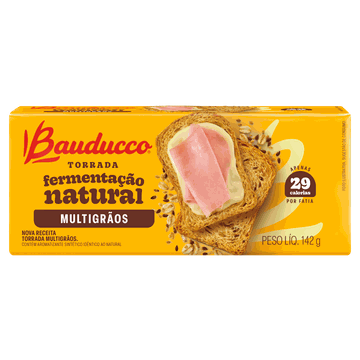 Bauducco
TORRADA
fermentação
natural
MULTIGRÃOS
NOVA RECEITA
TORRADA MULTIGRÃOS.
CONTÉM AROMATIZANTE SINTÉTICO IDÊNTICO AO NATURAL
APENAS
29
calorias
POR FATIA
PESO LÍQ. 142g